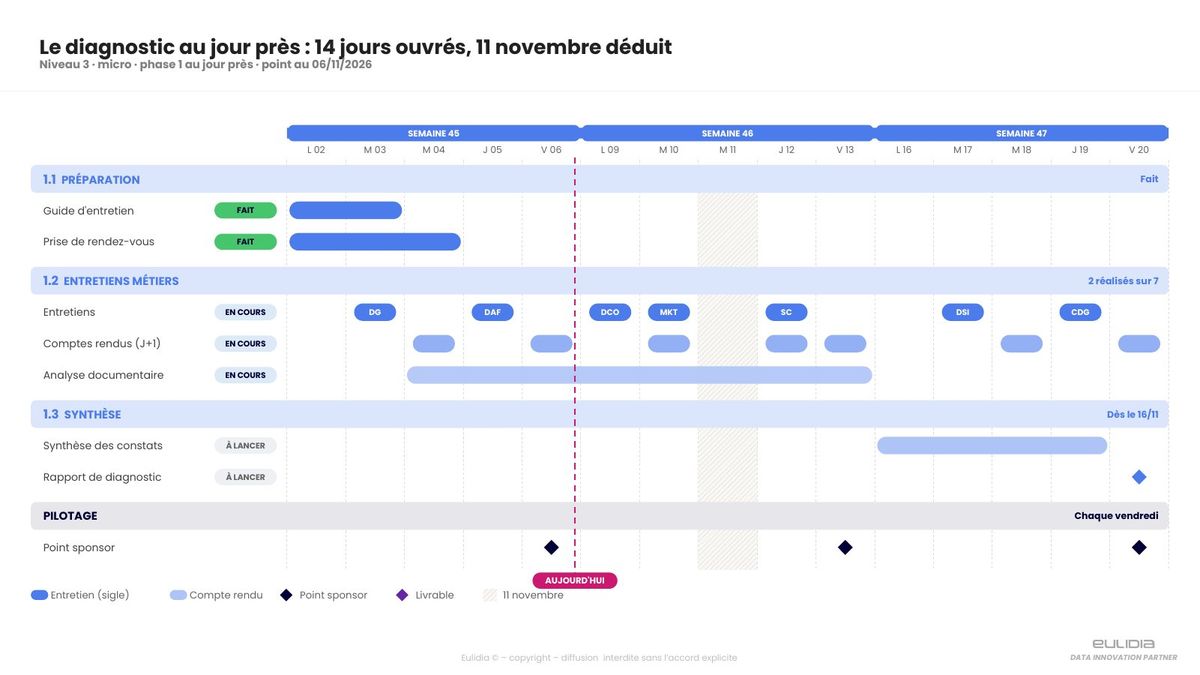 Le diagnostic au jour près : 14 jours ouvrés, 11 novembre déduit
Niveau 3 · micro · phase 1 au jour près · point au 06/11/2026
SEMAINE 45 SEMAINE 46 SEMAINE 47
L 02 M 03 M 04 J 05 V 06 L 09 M 10 M 11 J 12 V 13 L 16 M 17 M 18 J 19 V 20
1.1 PRÉPARATION Fait
Guide d'entretien FAIT
Prise de rendez-vous FAIT
1.2 ENTRETIENS MÉTIERS 2 réalisés sur 7
Entretiens EN COURS DG DAF DCO MKT SC DSI CDG
Comptes rendus (J+1) EN COURS
Analyse documentaire EN COURS
1.3 SYNTHÈSE Dès le 16/11
Synthèse des constats À LANCER
Rapport de diagnostic À LANCER
PILOTAGE Chaque vendredi
Point sponsor
AUJOURD'HUI
Entretien (sigle) Compte rendu Point sponsor Livrable 11 novembre
Eulidia © – copyright – diffusion interdite sans l'accord explicite
EULIDIA
DATA INNOVATION PARTNER